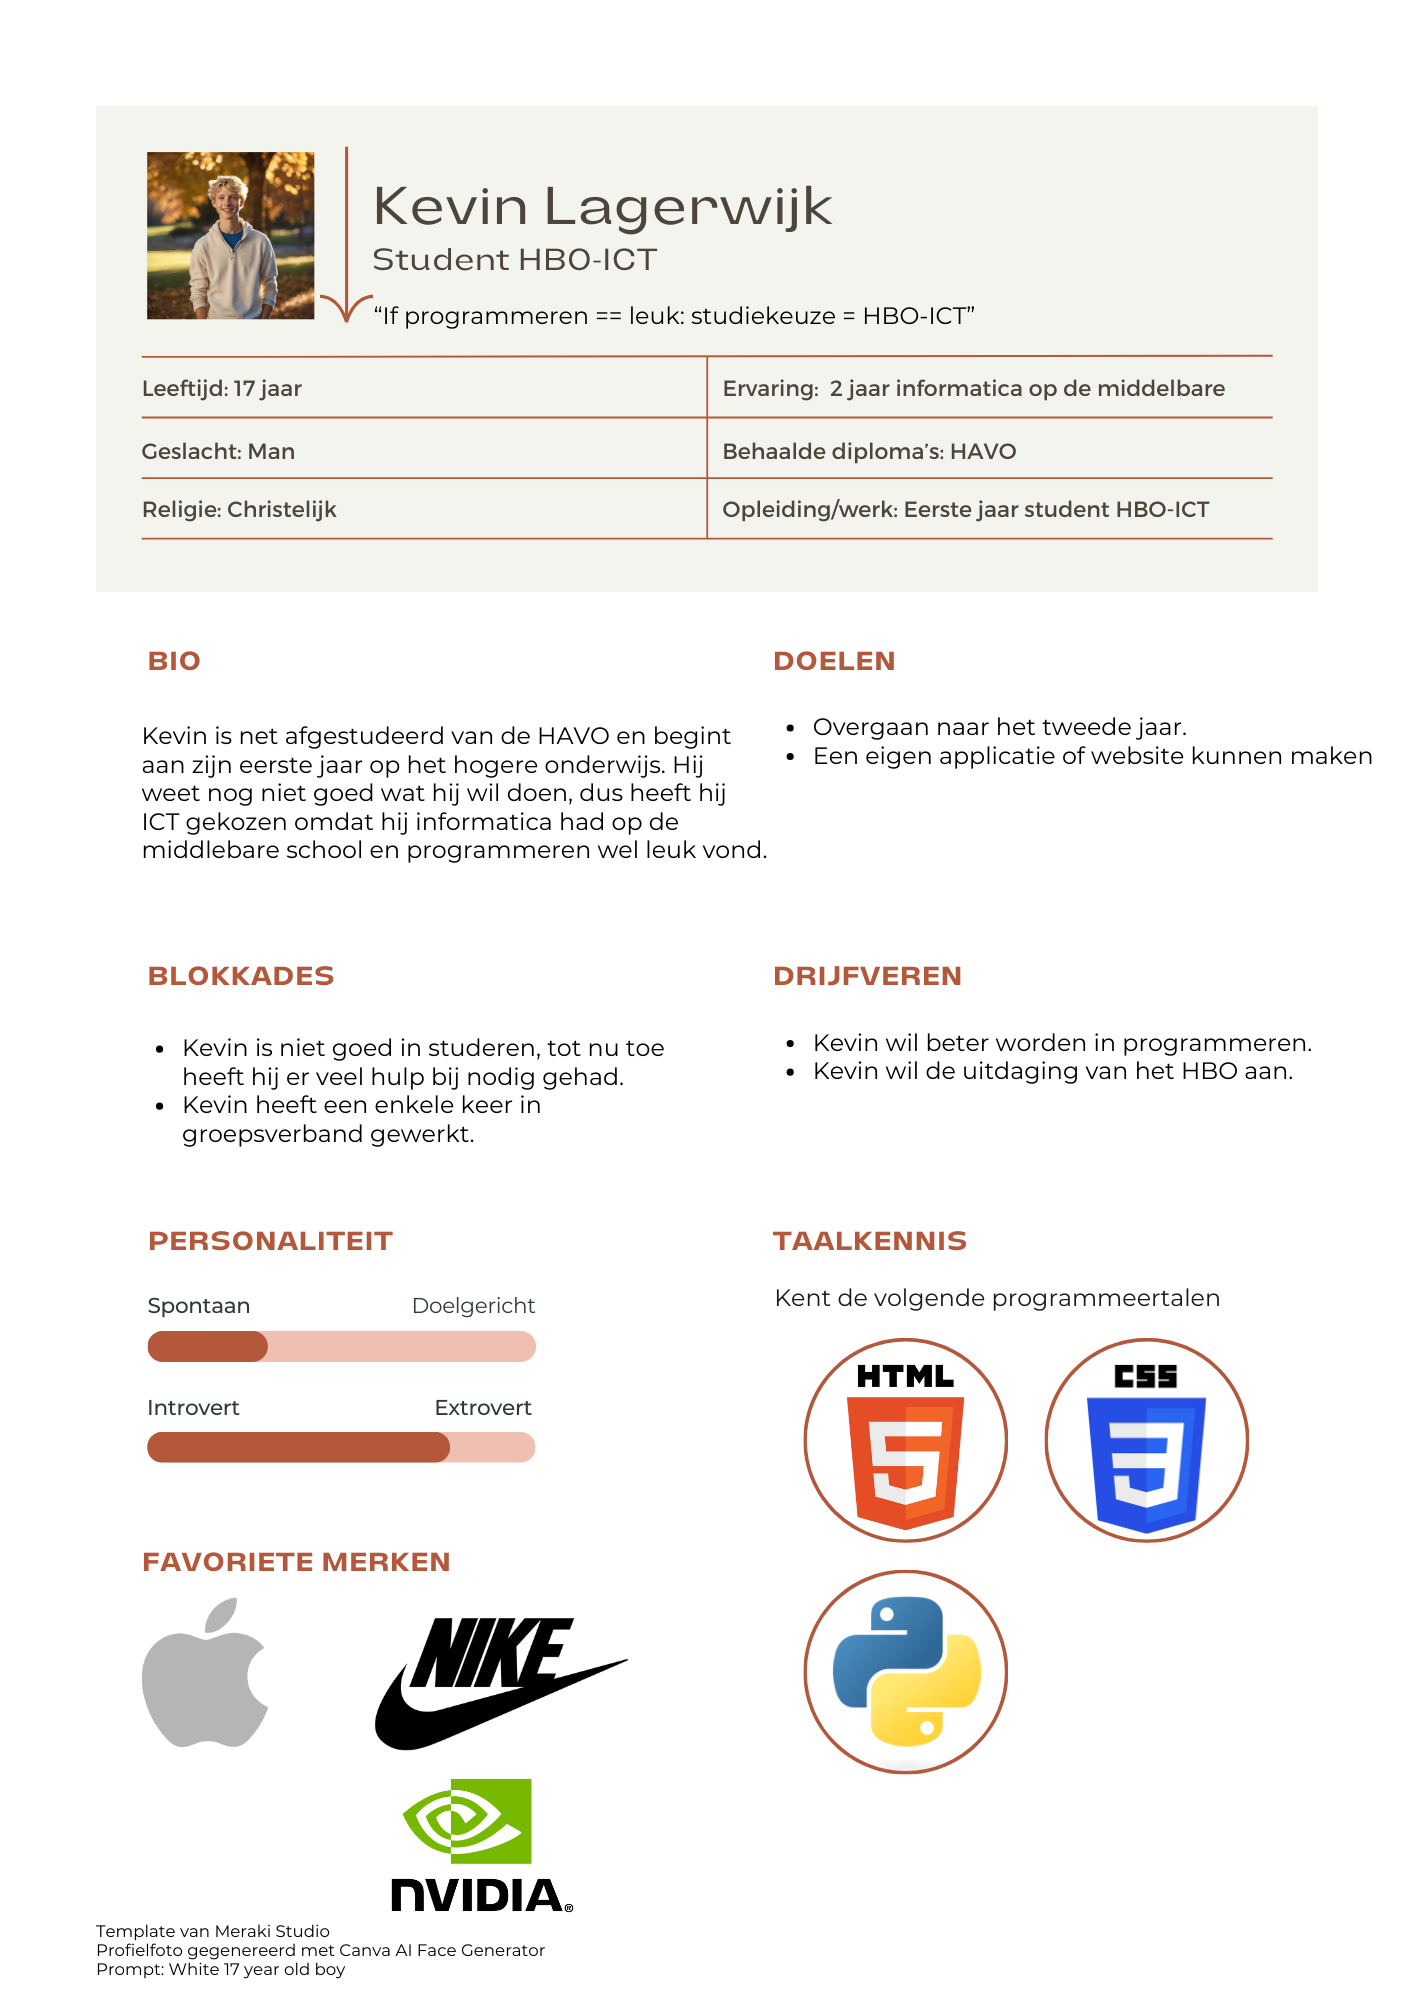 Kevin Lagerwijk
Student HBO-ICT
“If programmeren == leuk: studiekeuze = HBO-ICT”
Leeftijd: 17 jaar
Ervaring:  2 jaar informatica op de middelbare
Geslacht: Man
Behaalde diploma’s: HAVO
Religie: Christelijk
Opleiding/werk: Eerste jaar student HBO-ICT
BIO
Kevin is net afgestudeerd van de HAVO en begint
aan zijn eerste jaar op het hogere onderwijs. Hij
weet nog niet goed wat hij wil doen, dus heeft hij
ICT gekozen omdat hij informatica had op de
middlebare school en programmeren wel leuk vond.
DOELEN
• Overgaan naar het tweede jaar.
• Een eigen applicatie of website kunnen maken
BLOKKADES
• Kevin is niet goed in studeren, tot nu toe
heeft hij er veel hulp bij nodig gehad.
• Kevin heeft een enkele keer in
groepsverband gewerkt.
DRIJFVEREN
• Kevin wil beter worden in programmeren.
• Kevin wil de uitdaging van het HBO aan.
PERSONALITEIT
Spontaan Doelgericht
Introvert Extrovert
TAALKENNIS
Kent de volgende programmeertalen
HTML
5
CSS
3
FAVORIETE MERKEN
NIKE
NVIDIA®
Template van Meraki Studio
Profielfoto gegenereerd met Canva AI Face Generator
Prompt: White 17 year old boy